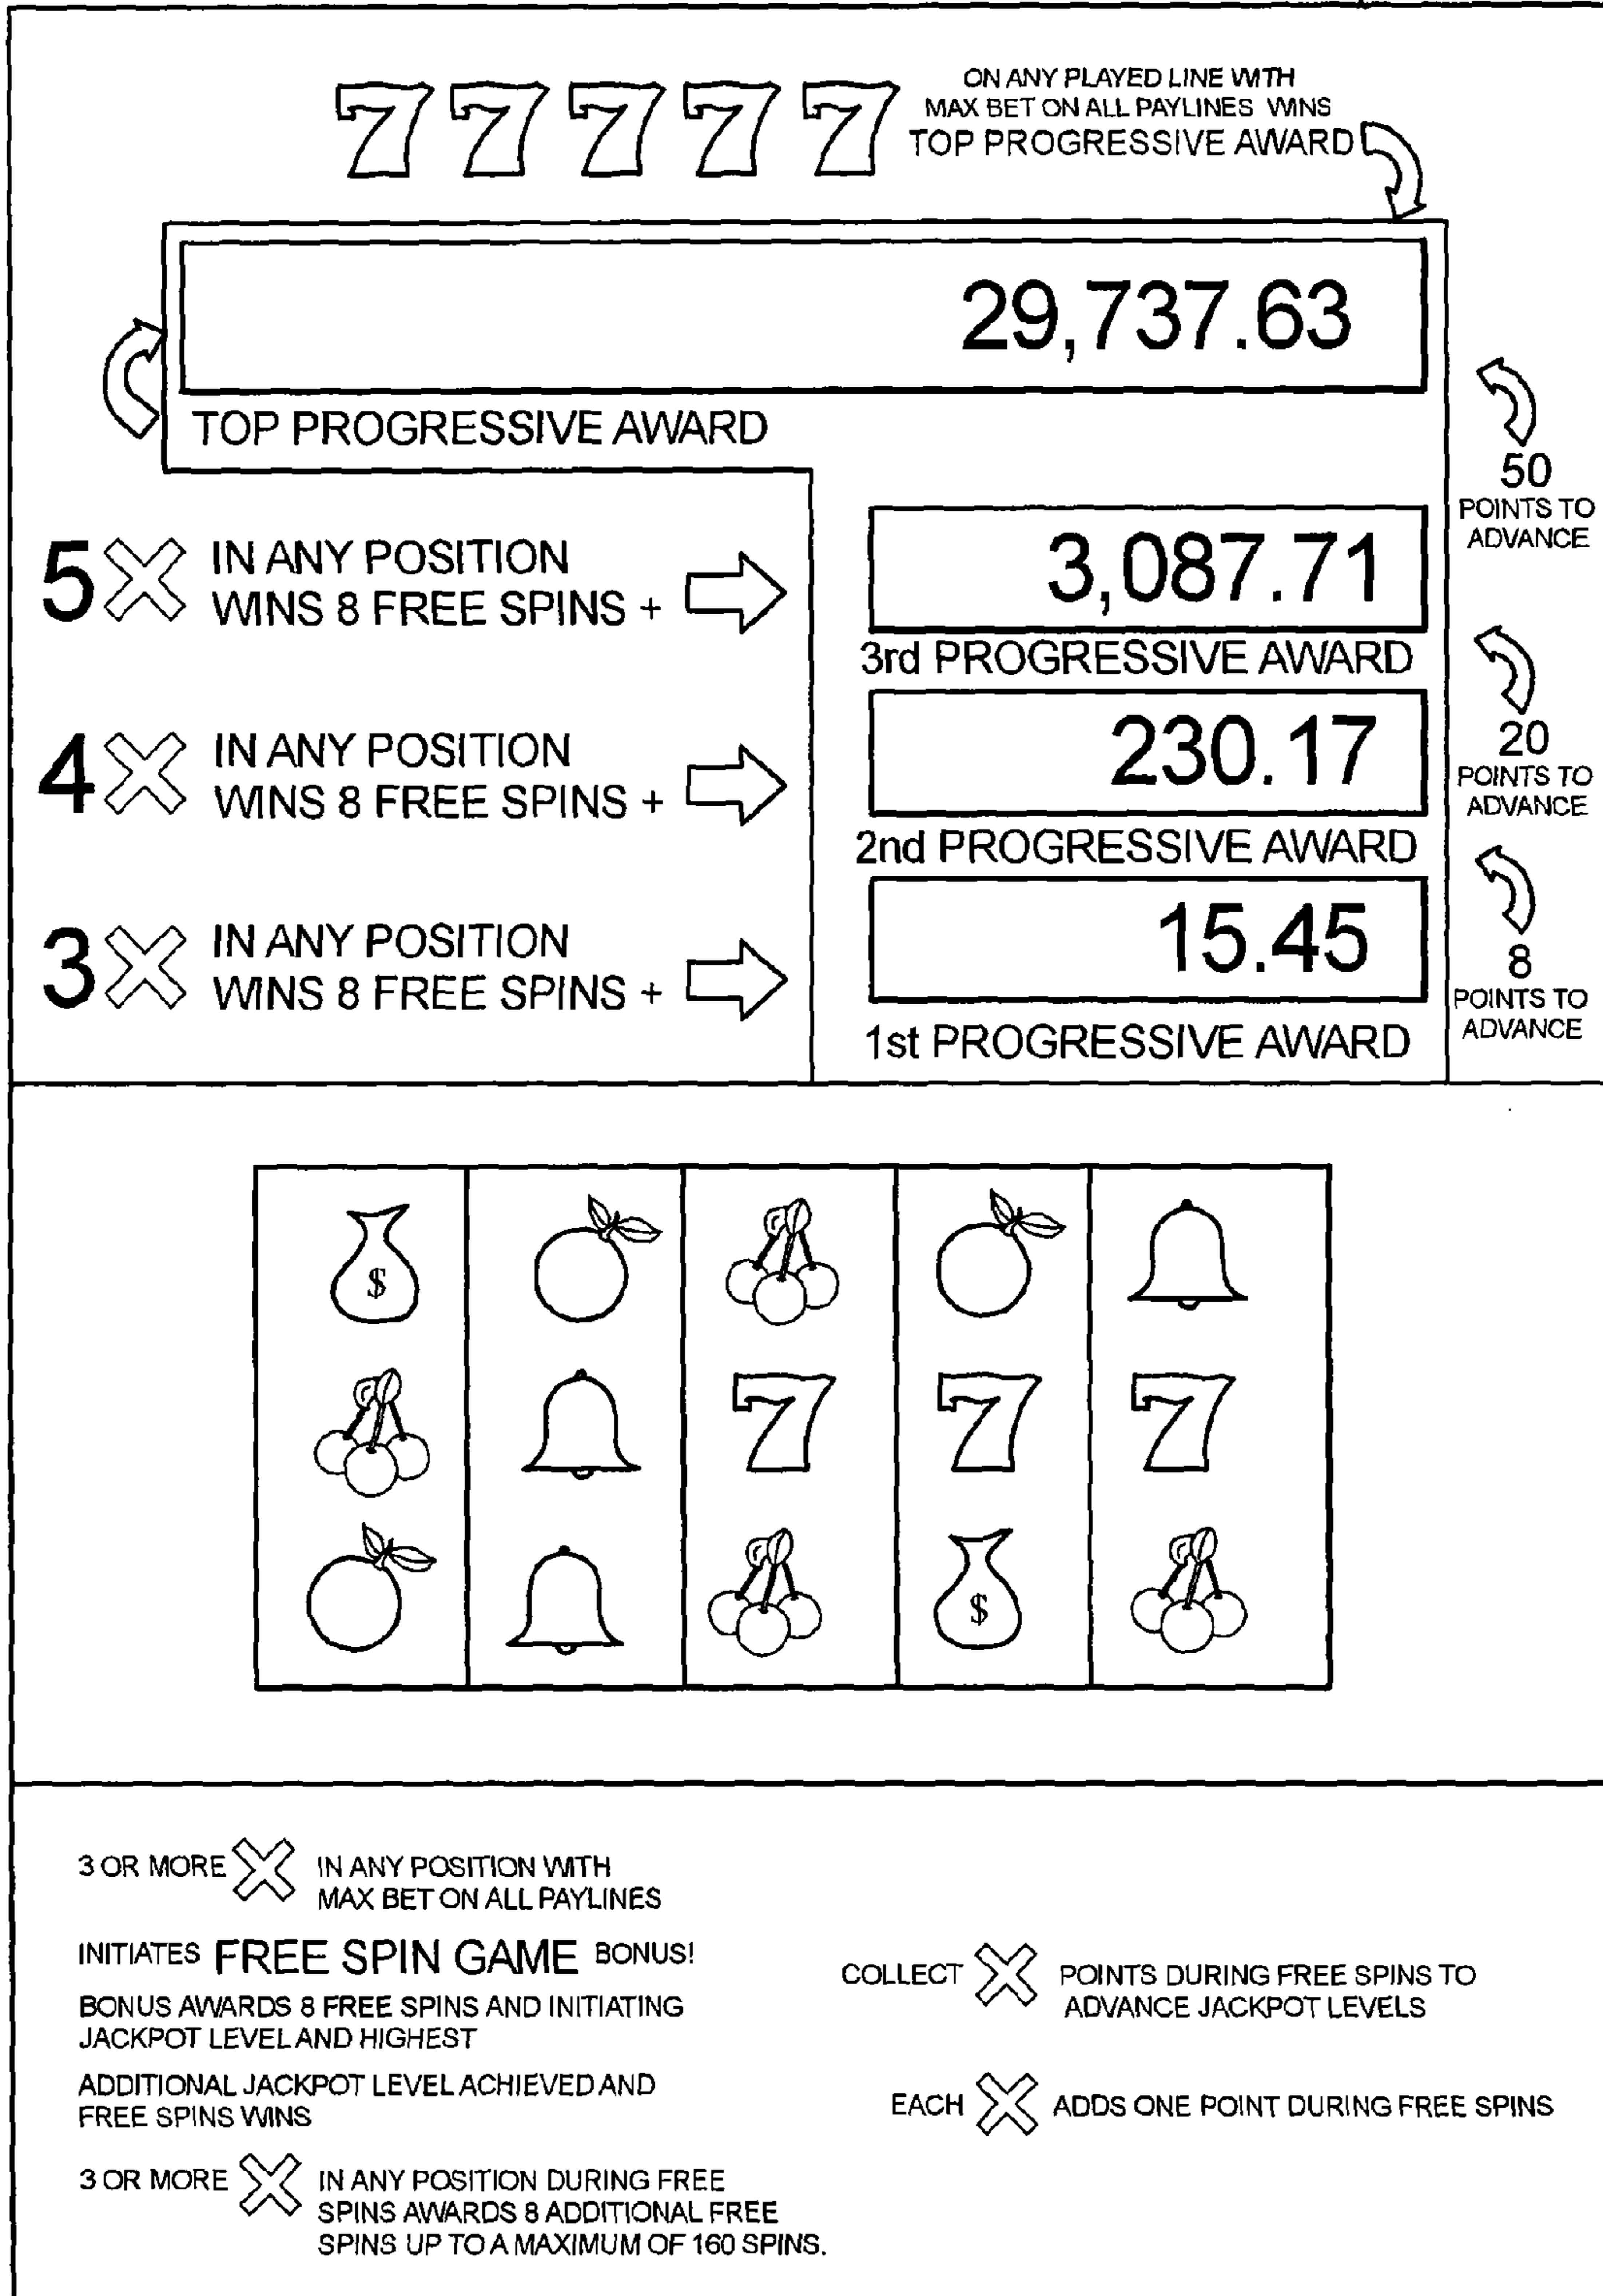 7 7 7 7 7
ON ANY PLAYED LINE WITH
MAX BET ON ALL PAYLINES WINS
TOP PROGRESSIVE AWARD
29,737.63
TOP PROGRESSIVE AWARD
50
POINTS TO
ADVANCE
5
IN ANY POSITION
WINS 8 FREE SPINS +
3,087.71
3rd PROGRESSIVE AWARD
20
POINTS TO
ADVANCE
4
IN ANY POSITION
WINS 8 FREE SPINS +
230.17
2nd PROGRESSIVE AWARD
8
POINTS TO
ADVANCE
3
IN ANY POSITION
WINS 8 FREE SPINS +
15.45
1st PROGRESSIVE AWARD
$
7 7 7
$
3 OR MORE IN ANY POSITION WITH
MAX BET ON ALL PAYLINES
INITIATES FREE SPIN GAME BONUS!
BONUS AWARDS 8 FREE SPINS AND INITIATING
JACKPOT LEVEL AND HIGHEST
ADDITIONAL JACKPOT LEVEL ACHIEVED AND
FREE SPINS WINS
3 OR MORE IN ANY POSITION DURING FREE
SPINS AWARDS 8 ADDITIONAL FREE
SPINS UP TO A MAXIMUM OF 160 SPINS.
COLLECT POINTS DURING FREE SPINS TO
ADVANCE JACKPOT LEVELS
EACH ADDS ONE POINT DURING FREE SPINS